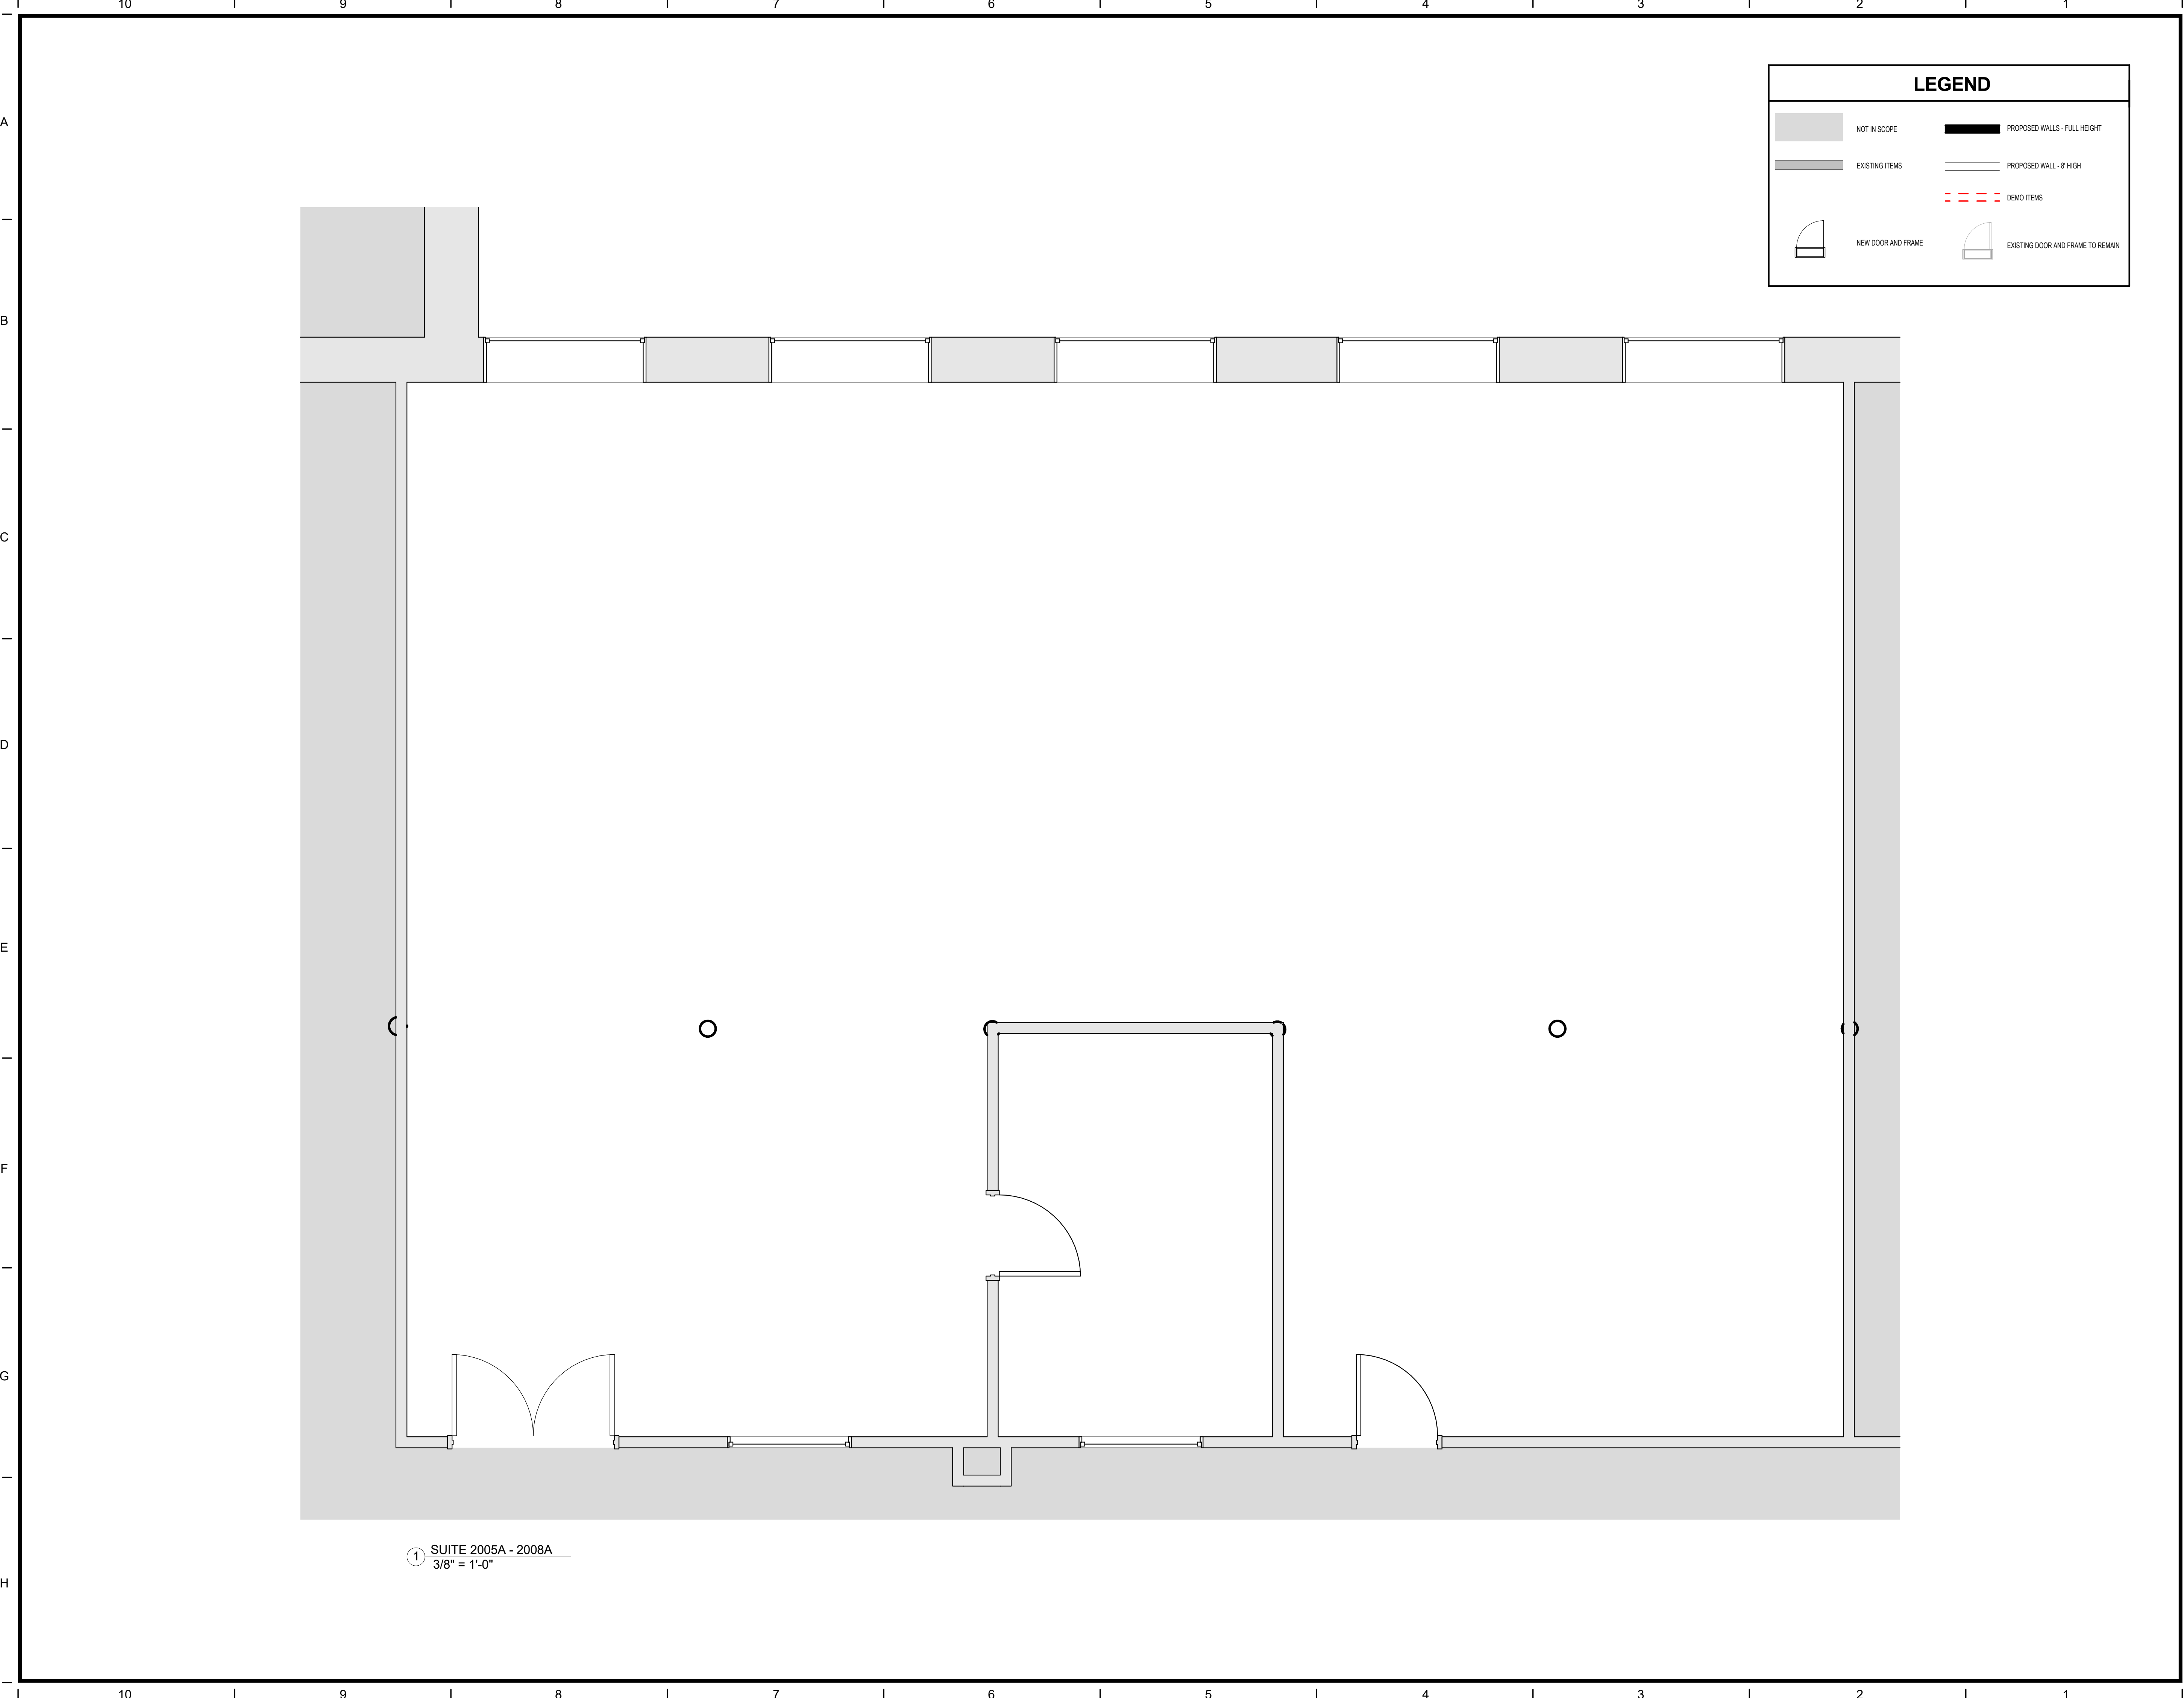 10 9 8 7 6 5 4 3 2 1
LEGEND
A
NOT IN SCOPE
PROPOSED WALLS - FULL HEIGHT
EXISTING ITEMS
PROPOSED WALL - 8' HIGH
DEMO ITEMS
NEW DOOR AND FRAME
EXISTING DOOR AND FRAME TO REMAIN
B
C
D
E
F
G
1 SUITE 2005A - 2008A
3/8" = 1'-0"
H
10 9 8 7 6 5 4 3 2 1